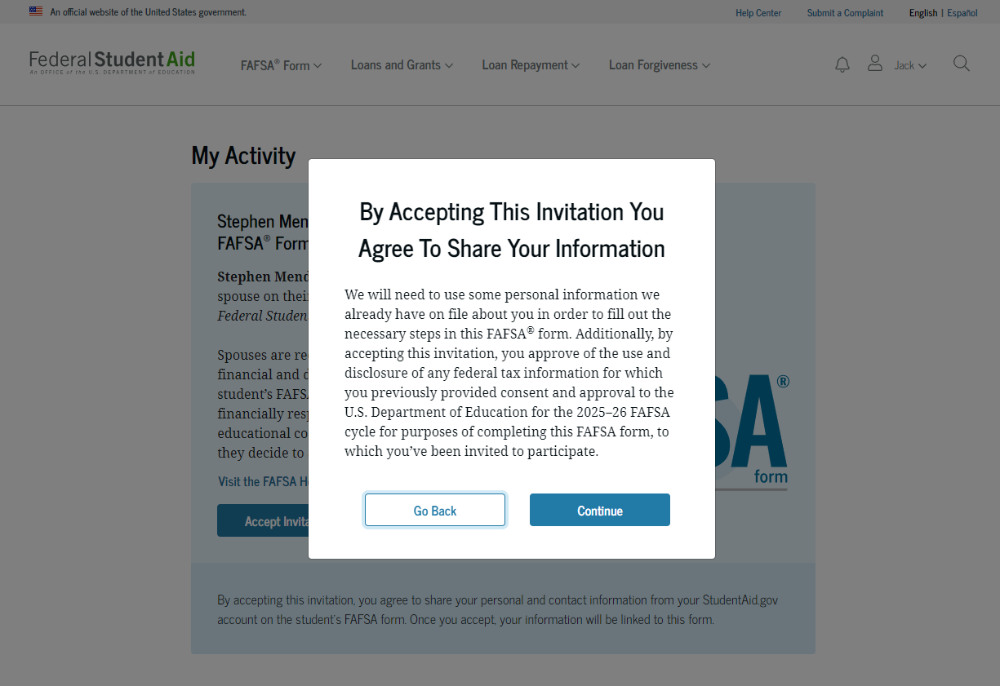 An official website of the United States government.
Help Center
Submit a Complaint
English | Español
Federal Student Aid
An OFFICE of the U.S. DEPARTMENT of EDUCATION
FAFSA® Form
Loans and Grants
Loan Repayment
Loan Forgiveness
Jack
My Activity
Stephen Men
FAFSA® Form
Stephen Mend
spouse on thei
Federal Studen
Spouses are re
financial and d
student’s FAFS
financially resp
educational co
they decide to
Visit the FAFSA H
Accept Invita
SA®
form
By Accepting This Invitation You
Agree To Share Your Information
We will need to use some personal information we
already have on file about you in order to fill out the
necessary steps in this FAFSA® form. Additionally, by
accepting this invitation, you approve of the use and
disclosure of any federal tax information for which
you previously provided consent and approval to the
U.S. Department of Education for the 2025–26 FAFSA
cycle for purposes of completing this FAFSA form, to
which you’ve been invited to participate.
Go Back
Continue
By accepting this invitation, you agree to share your personal and contact information from your StudentAid.gov
account on the student's FAFSA form. Once you accept, your information will be linked to this form.